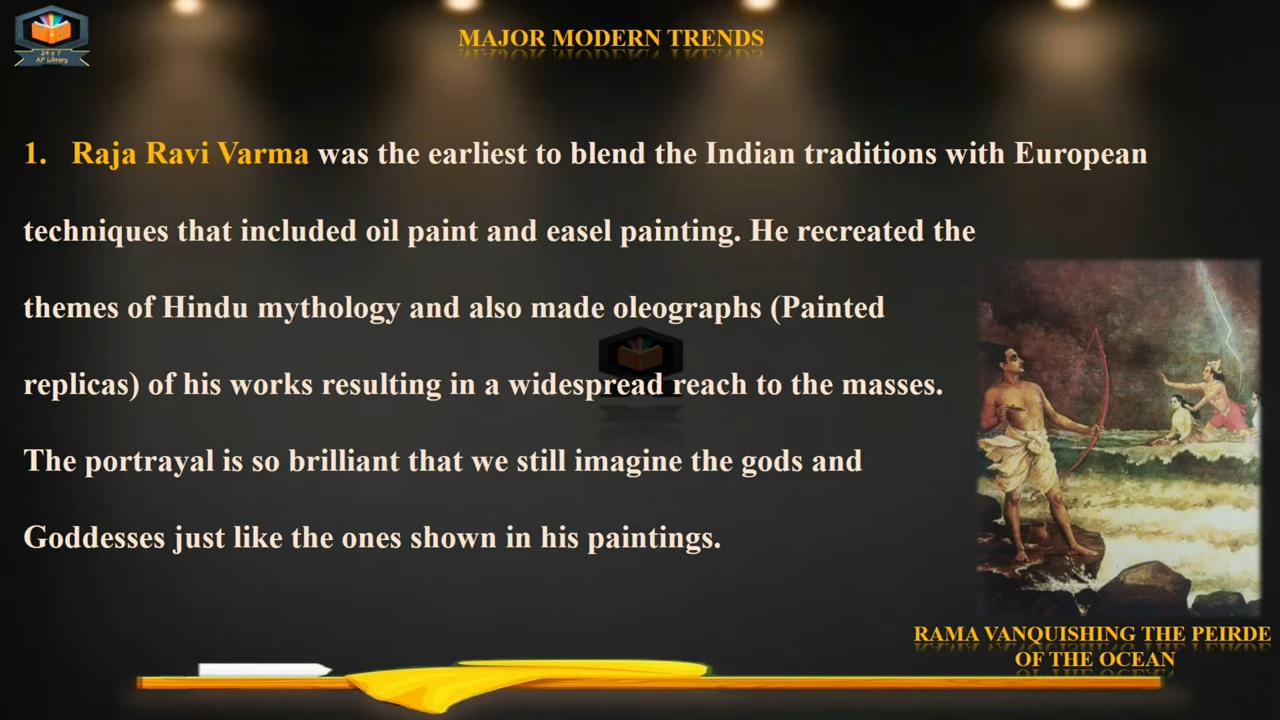 24 x 7
AP Library
MAJOR MODERN TRENDS
1. Raja Ravi Varma was the earliest to blend the Indian traditions with European
techniques that included oil paint and easel painting. He recreated the
themes of Hindu mythology and also made oleographs (Painted
replicas) of his works resulting in a widespread reach to the masses.
The portrayal is so brilliant that we still imagine the gods and
Goddesses just like the ones shown in his paintings.
RAMA VANQUISHING THE PEIRDE
OF THE OCEAN